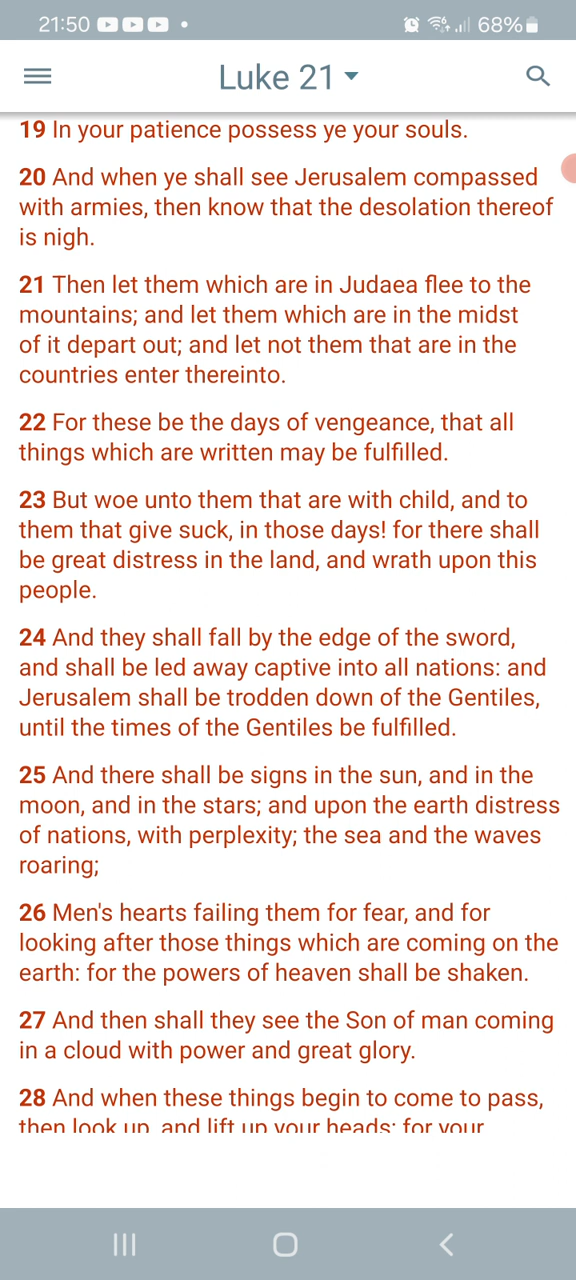 21:50
68%
Luke 21
19 In your patience possess ye your souls.
20 And when ye shall see Jerusalem compassed
with armies, then know that the desolation thereof
is nigh.
21 Then let them which are in Judaea flee to the
mountains; and let them which are in the midst
of it depart out; and let not them that are in the
countries enter thereinto.
22 For these be the days of vengeance, that all
things which are written may be fulfilled.
23 But woe unto them that are with child, and to
them that give suck, in those days! for there shall
be great distress in the land, and wrath upon this
people.
24 And they shall fall by the edge of the sword,
and shall be led away captive into all nations: and
Jerusalem shall be trodden down of the Gentiles,
until the times of the Gentiles be fulfilled.
25 And there shall be signs in the sun, and in the
moon, and in the stars; and upon the earth distress
of nations, with perplexity; the sea and the waves
roaring;
26 Men's hearts failing them for fear, and for
looking after those things which are coming on the
earth: for the powers of heaven shall be shaken.
27 And then shall they see the Son of man coming
in a cloud with power and great glory.
28 And when these things begin to come to pass,
then look up, and lift up your heads; for your